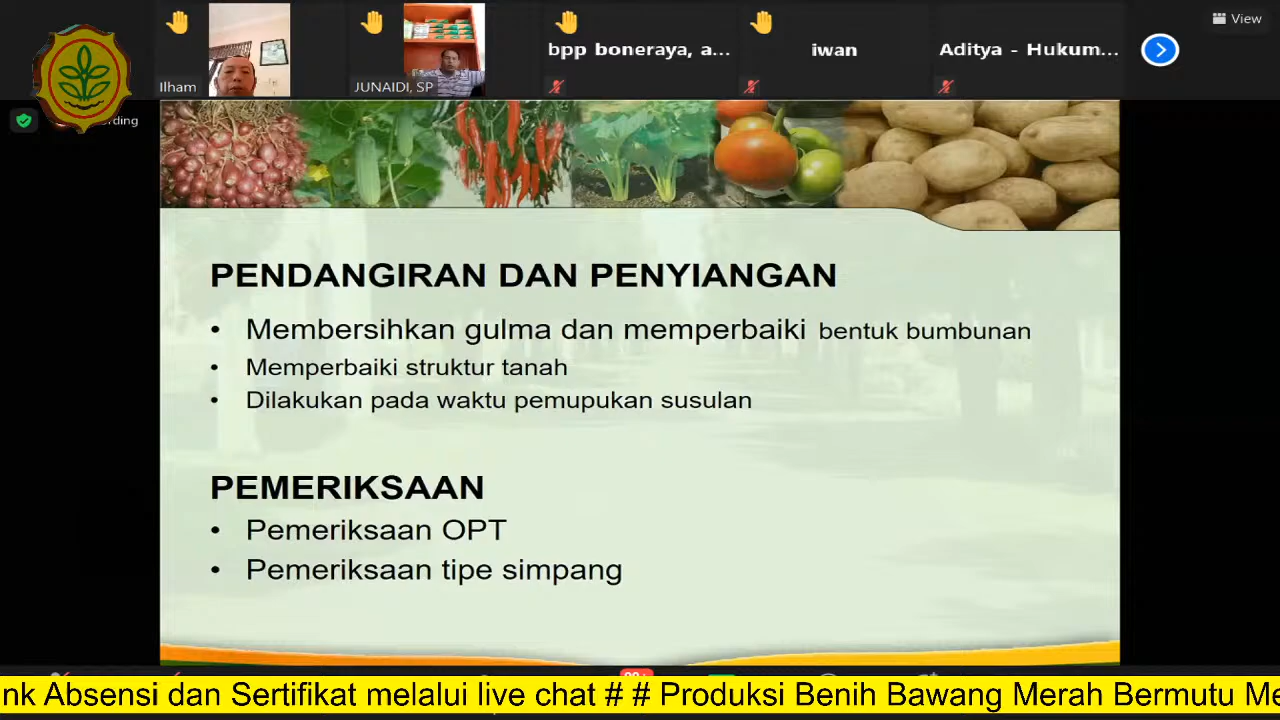 View
bpp boneraya, a...
iwan
Aditya - Hukum...
Ilham
JUNAIDI, SP
PENDANGIRAN DAN PENYIANGAN
• Membersihkan gulma dan memperbaiki bentuk bumbunan
• Memperbaiki struktur tanah
• Dilakukan pada waktu pemupukan susulan
PEMERIKSAAN
• Pemeriksaan OPT
• Pemeriksaan tipe simpang
nk Absensi dan Sertifikat melalui live chat # # Produksi Benih Bawang Merah Bermutu Me